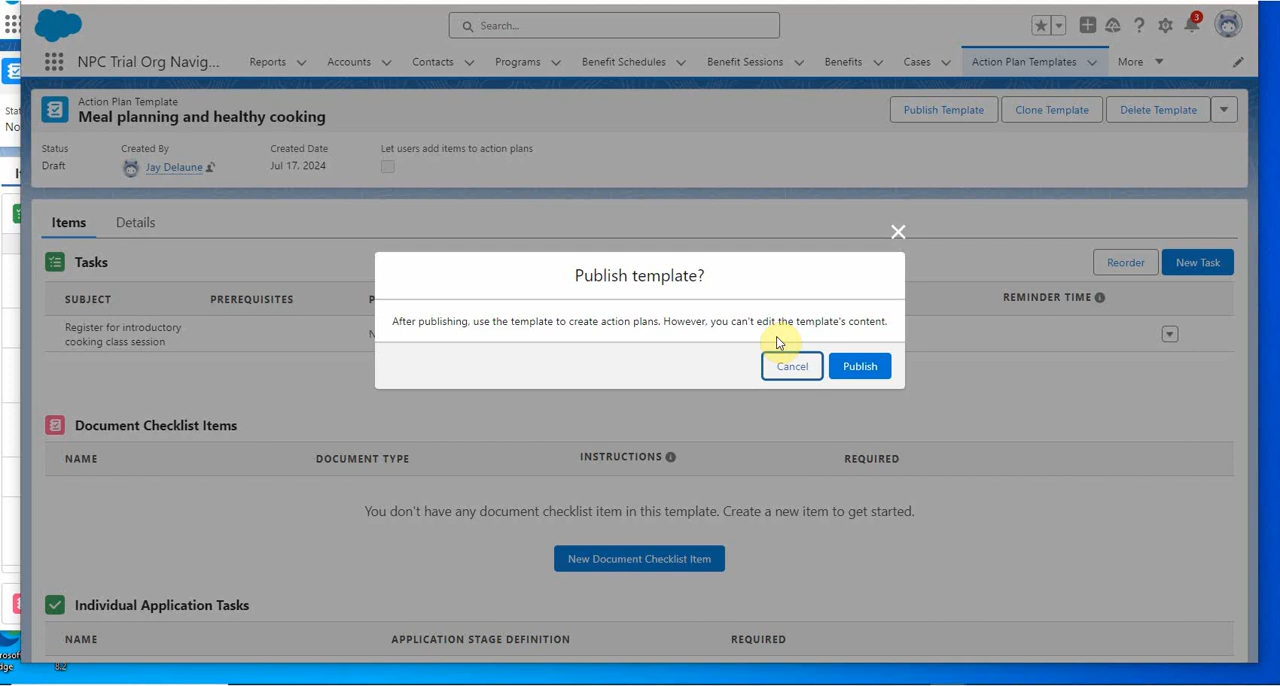 Search...
3
NPC Trial Org Navig...
Reports
Accounts
Contacts
Programs
Benefit Schedules
Benefit Sessions
Benefits
Cases
Action Plan Templates
More
Action Plan Template
Meal planning and healthy cooking
Publish Template
Clone Template
Delete Template
Status
Created By
Created Date
Let users add items to action plans
Draft
Jay Delaune
Jul 17, 2024
Items
Details
Tasks
Reorder
New Task
SUBJECT
PREREQUISITES
REMINDER TIME
Register for introductory
cooking class session
Publish template?
After publishing, use the template to create action plans. However, you can't edit the template's content.
Cancel
Publish
Document Checklist Items
NAME
DOCUMENT TYPE
INSTRUCTIONS
REQUIRED
You don't have any document checklist item in this template. Create a new item to get started.
New Document Checklist Item
Individual Application Tasks
NAME
APPLICATION STAGE DEFINITION
REQUIRED
8.2